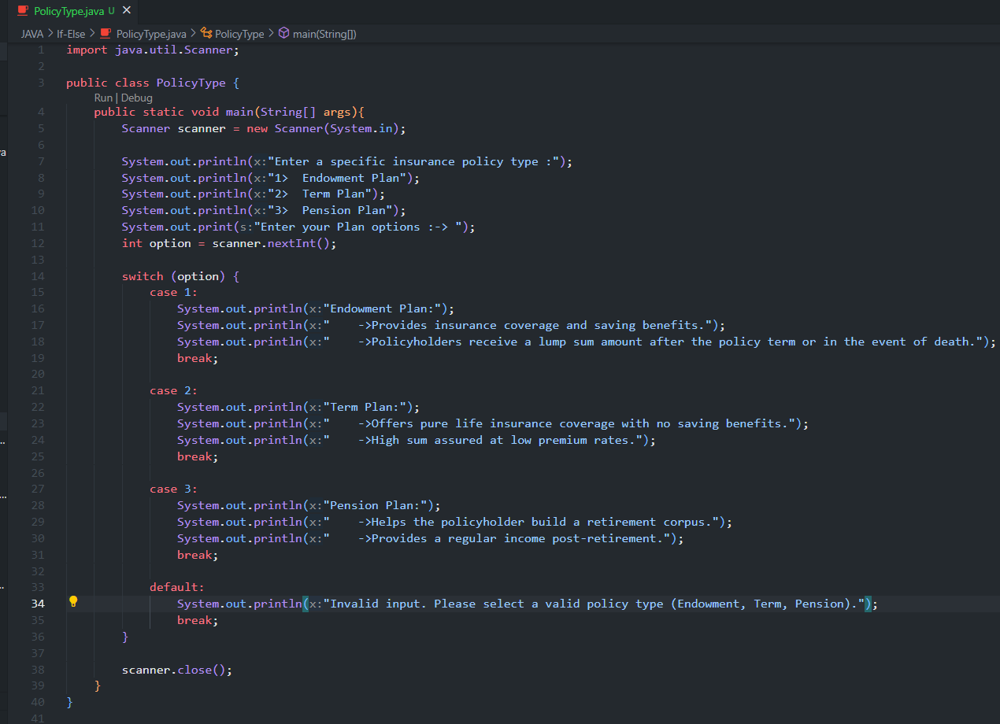 PolicyType.java U
JAVA > If-Else > PolicyType.java > PolicyType > main(String[])
1 import java.util.Scanner;
2
3 public class PolicyType {
Run | Debug
4 public static void main(String[] args){
5 Scanner scanner = new Scanner(System.in);
6
7 System.out.println(x:"Enter a specific insurance policy type :");
8 System.out.println(x:"1>  Endowment Plan");
9 System.out.println(x:"2>  Term Plan");
10 System.out.println(x:"3>  Pension Plan");
11 System.out.print(s:"Enter your Plan options :-> ");
12 int option = scanner.nextInt();
13
14 switch (option) {
15 case 1:
16 System.out.println(x:"Endowment Plan:");
17 System.out.println(x:"    ->Provides insurance coverage and saving benefits.");
18 System.out.println(x:"    ->Policyholders receive a lump sum amount after the policy term or in the event of death.");
19 break;
20
21 case 2:
22 System.out.println(x:"Term Plan:");
23 System.out.println(x:"    ->Offers pure life insurance coverage with no saving benefits.");
24 System.out.println(x:"    ->High sum assured at low premium rates.");
25 break;
26
27 case 3:
28 System.out.println(x:"Pension Plan:");
29 System.out.println(x:"    ->Helps the policyholder build a retirement corpus.");
30 System.out.println(x:"    ->Provides a regular income post-retirement.");
31 break;
32
33 default:
34 System.out.println(x:"Invalid input. Please select a valid policy type (Endowment, Term, Pension).");
35 break;
36 }
37
38 scanner.close();
39 }
40 }
41